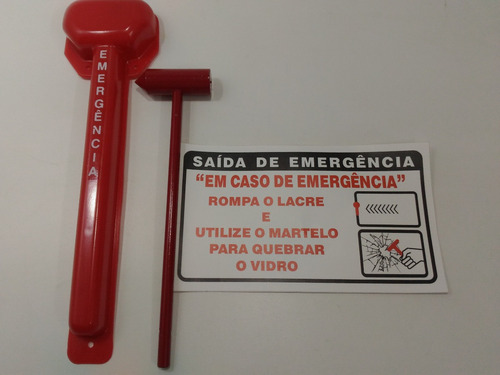 EMERGÊNCIA
SAÍDA DE EMERGÊNCIA
“EM CASO DE EMERGÊNCIA”
ROMPA O LACRE
E
UTILIZE O MARTELO
PARA QUEBRAR
O VIDRO